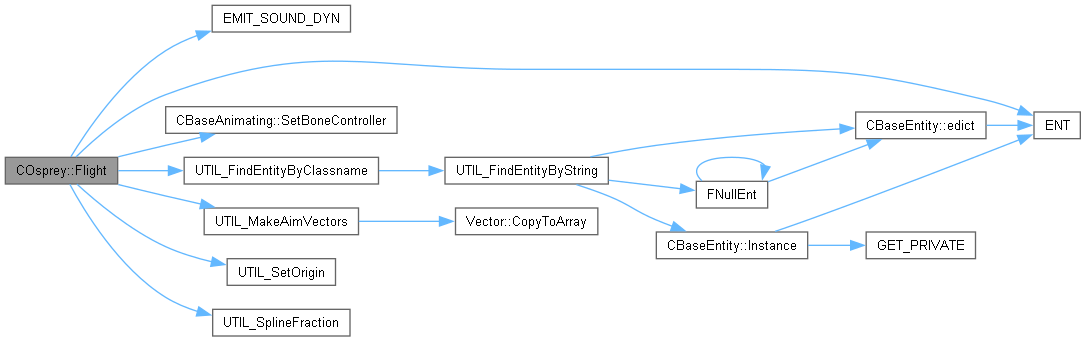 EMIT_SOUND_DYN
CBaseAnimating::SetBoneController
CBaseEntity::edict
ENT
COsprey::Flight
UTIL_FindEntityByClassname
UTIL_FindEntityByString
FNullEnt
UTIL_MakeAimVectors
Vector::CopyToArray
CBaseEntity::Instance
GET_PRIVATE
UTIL_SetOrigin
UTIL_SplineFraction